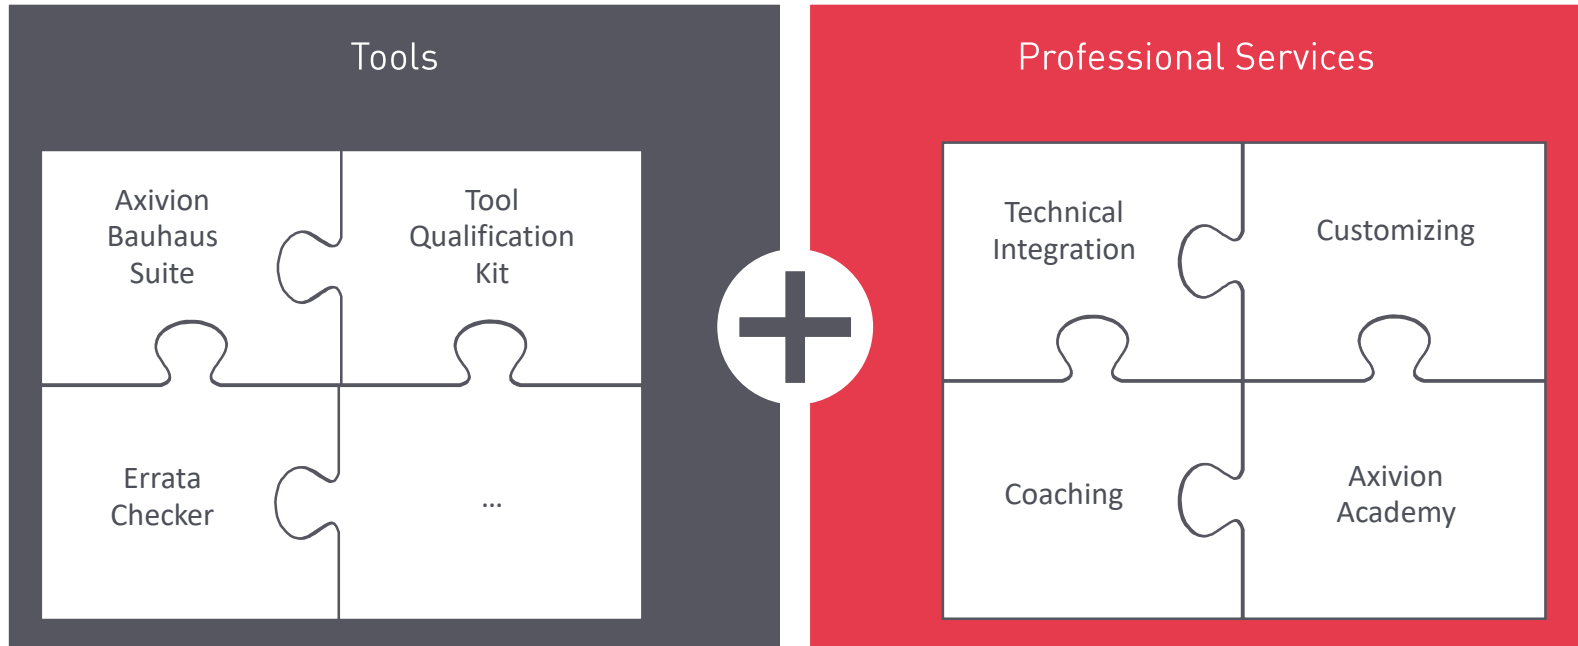 Tools
Axivion
Bauhaus
Suite
Tool
Qualification
Kit
Errata
Checker
...
Professional Services
Technical
Integration
Customizing
Coaching
Axivion
Academy